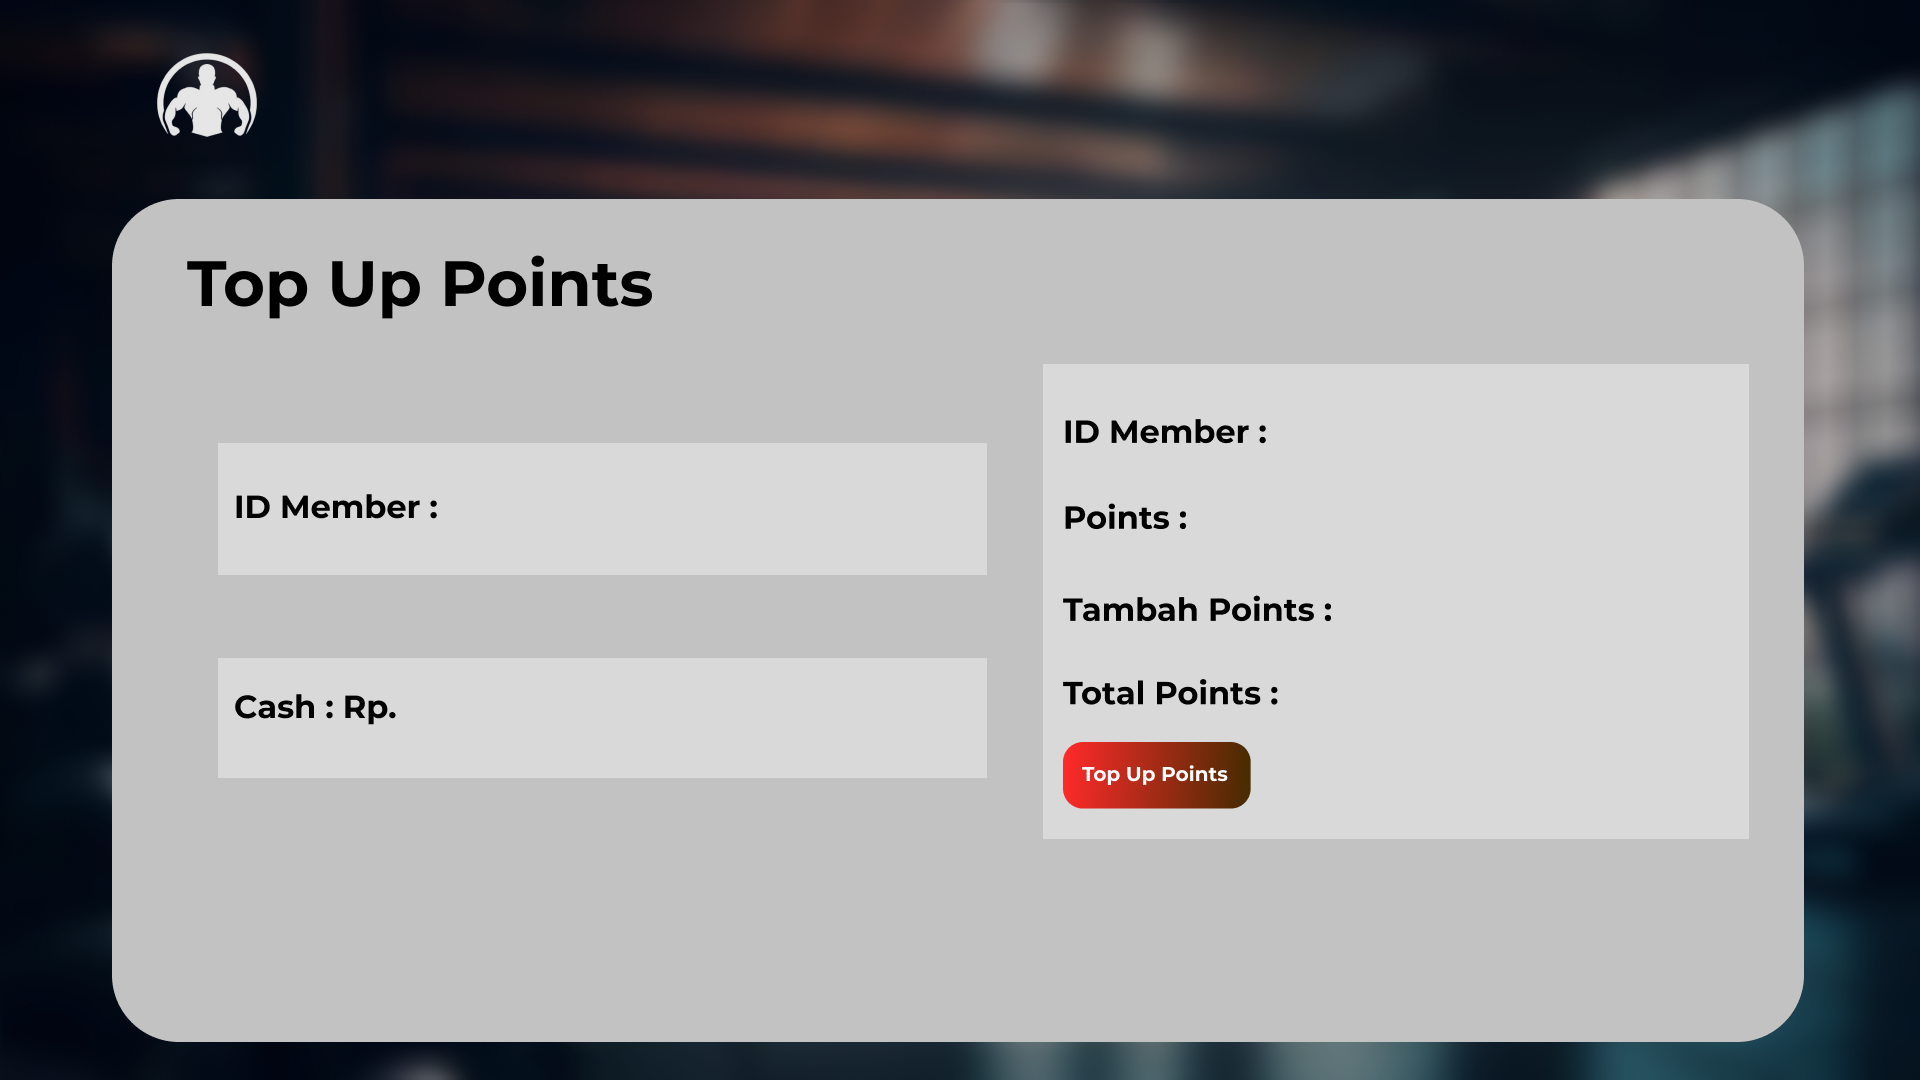 Top Up Points
ID Member :
Cash : Rp.
ID Member :
Points :
Tambah Points :
Total Points :
Top Up Points